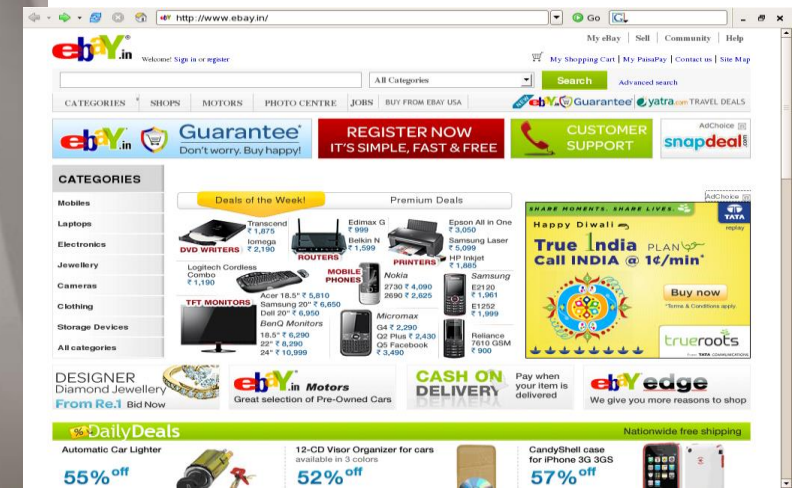 http://www.ebay.in/
Go
G
ebY.in
Welcome! Sign in or register
My eBay | Sell | Community | Help
My Shopping Cart | My PaisaPay | Contact us | Site Map
All Categories
Search
Advanced search
CATEGORIES
SHOPS
MOTORS
PHOTO CENTRE
JOBS
BUY FROM EBAY USA
NEW ebY Guarantee
yatra.com TRAVEL DEALS
ebY.in
Guarantee*
Don't worry. Buy happy!
REGISTER NOW
IT'S SIMPLE, FAST & FREE
CUSTOMER
SUPPORT
AdChoice
snapdeal.com
CATEGORIES
Mobiles
Laptops
Electronics
Jewellery
Cameras
Clothing
Storage Devices
All categories
Deals of the Week!
Premium Deals
Transcend
₹ 1,875
Iomega
₹ 2,190
DVD WRITERS
Edimax G
₹ 999
Belkin N
₹ 1,599
ROUTERS
Epson All in One
₹ 3,050
Samsung Laser
₹ 5,099
HP Inkjet
₹ 1,885
PRINTERS
Logitech Cordless
Combo
₹ 1,190
MOBILE
PHONES
Nokia
2730 ₹ 4,090
2690 ₹ 2,625
Samsung
E2120
₹ 1,961
E1252
₹ 1,999
TFT MONITORS
Acer 18.5" ₹ 5,810
Samsung 20" ₹ 6,650
Dell 20" ₹ 6,950
BenQ Monitors
18.5" ₹ 6,290
22" ₹ 8,290
24" ₹ 10,999
Micromax
G4 ₹ 2,290
Q2 Plus ₹ 2,430
Q5 Facebook
₹ 3,490
Reliance
7610 GSM
₹ 900
AdChoice
SHARE MOMENTS. SHARE LIVES.
TATA
replay
Happy Diwali
True India PLAN
Call INDIA @ 1¢/min*
Buy now
*Terms & Conditions apply.
trueroots
from TATA COMMUNICATIONS
DESIGNER
Diamond Jewellery
From Re.1 Bid Now
ebY.in Motors
Great selection of Pre-Owned Cars
CASH ON
DELIVERY
Pay when
your item is
delivered
ebY edge
We give you more reasons to shop
% DailyDeals
Nationwide free shipping
Automatic Car Lighter
55% off
12-CD Visor Organizer for cars
available in 3 colors
52% off
CandyShell case
for iPhone 3G 3GS
57% off